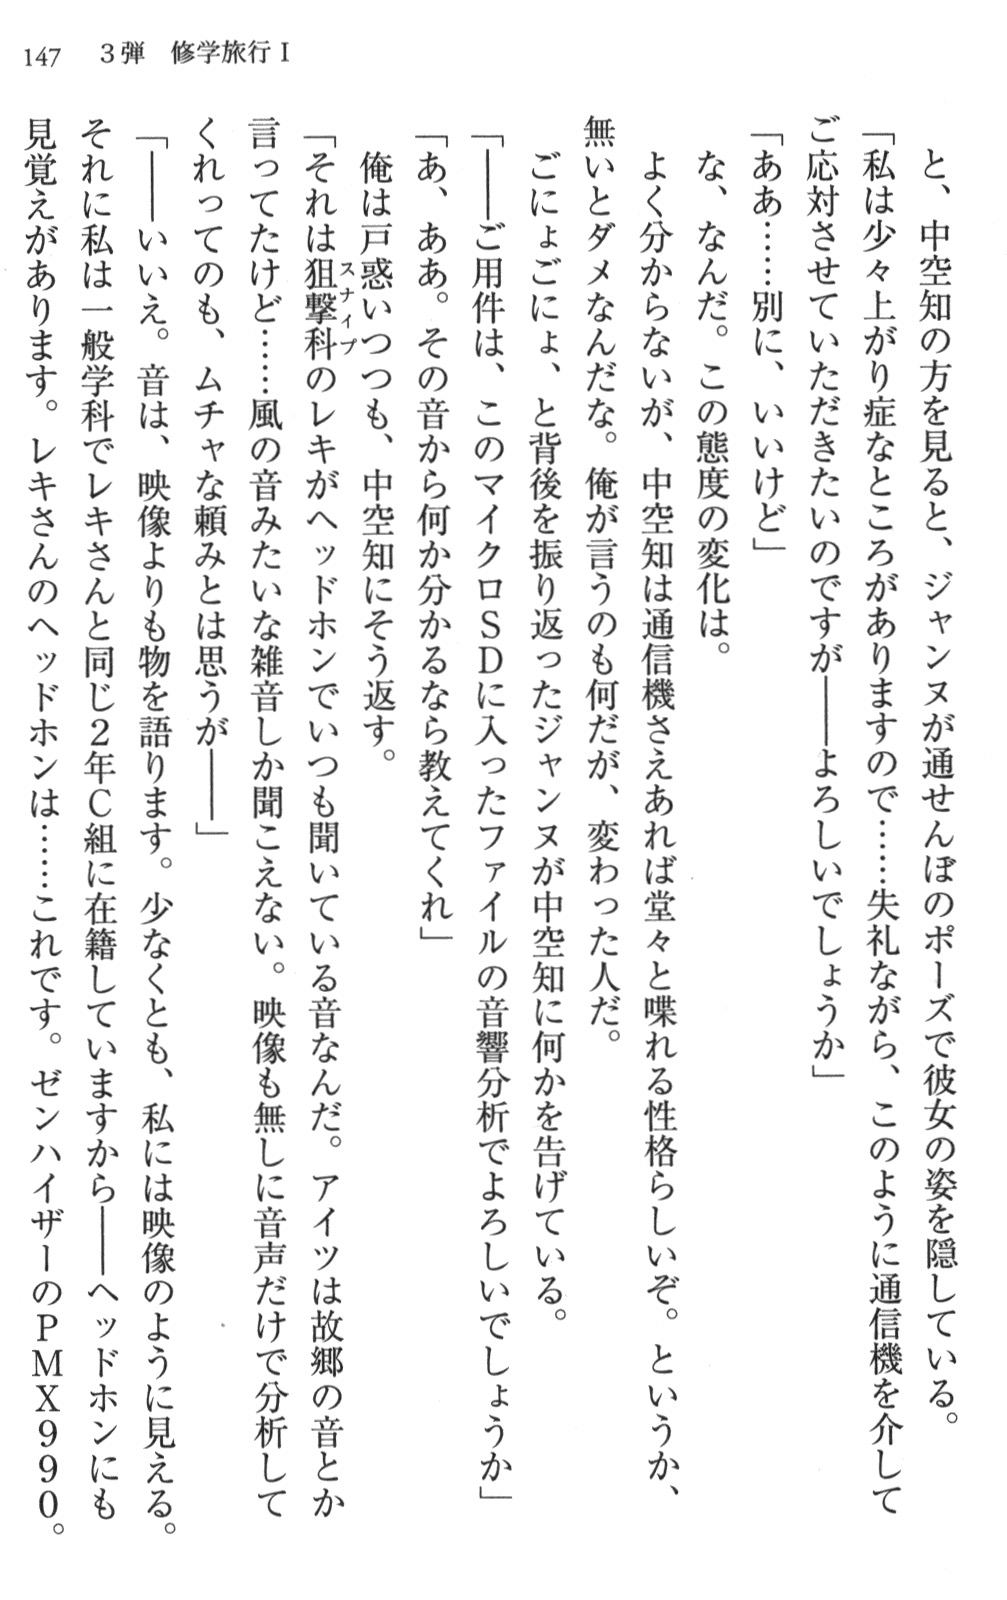 147　３弾　修学旅行Ⅰ
　と、中空知の方を見ると、ジャンヌが通せんぼのポーズで彼女の姿を隠している。
「私は少々上がり症なところがありますので……失礼ながら、このように通信機を介して
ご応対させていただきたいのですが――よろしいでしょうか」
「ああ……別に、いいけど」
　な、なんだ。この態度の変化は。
　よく分からないが、中空知は通信機さえあれば堂々と喋れる性格らしいぞ。というか、
無いとダメなんだな。俺が言うのも何だが、変わった人だ。
　ごにょごにょ、と背後を振り返ったジャンヌが中空知に何かを告げている。
「――ご用件は、このマイクロＳＤに入ったファイルの音響分析でよろしいでしょうか」
「あ、ああ。その音から何か分かるなら教えてくれ」
　俺は戸惑いつつも、中空知にそう返す。
「それは狙撃科のレキがヘッドホンでいつも聞いている音なんだ。アイツは故郷の音とか
スナイプ
言ってたけど……風の音みたいな雑音しか聞こえない。映像も無しに音声だけで分析して
くれってのも、ムチャな頼みとは思うが――」
「――いいえ。音は、映像よりも物を語ります。少なくとも、私には映像のように見える。
それに私は一般学科でレキさんと同じ２年Ｃ組に在籍していますから――ヘッドホンにも
見覚えがあります。レキさんのヘッドホンは……これです。ゼンハイザーのＰＭＸ９９０。